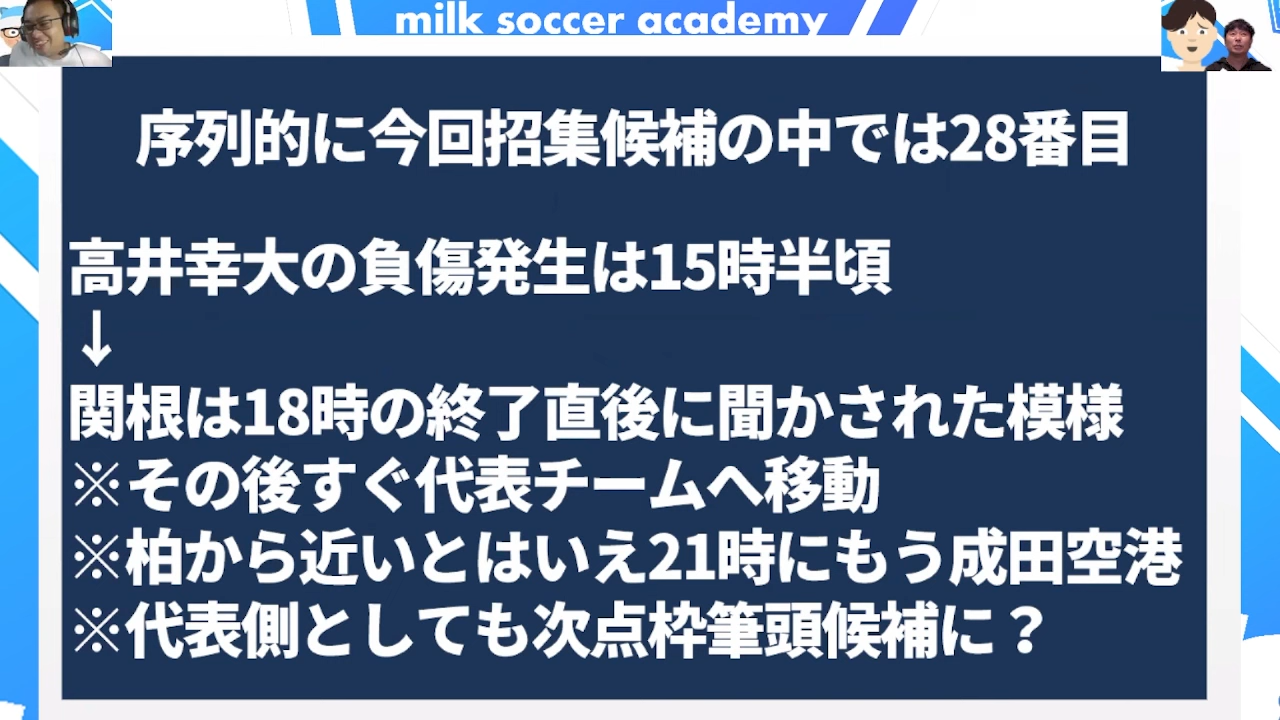 milk soccer academy
序列的に今回招集候補の中では28番目
高井幸大の負傷発生は15時半頃
↓
関根は18時の終了直後に聞かされた模様
※その後すぐ代表チームへ移動
※柏から近いとはいえ21時にもう成田空港
※代表側としても次点枠筆頭候補に？